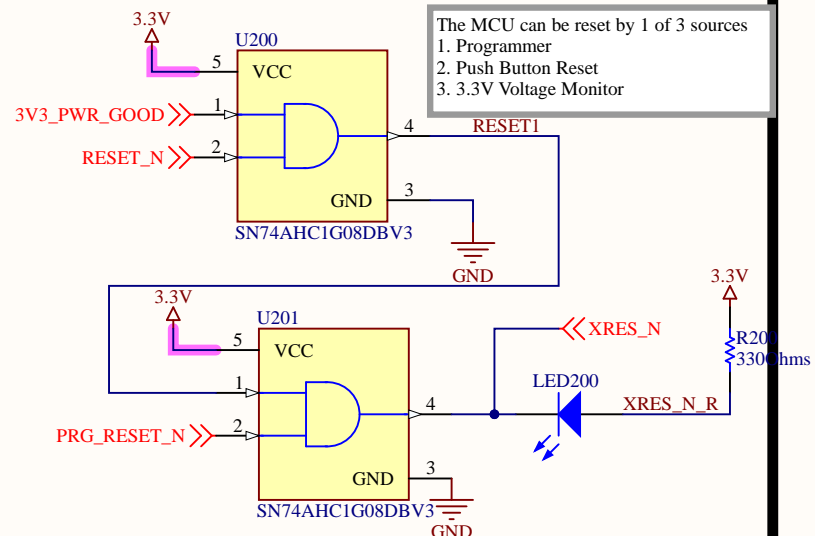 The MCU can be reset by 1 of 3 sources
1. Programmer
2. Push Button Reset
3. 3.3V Voltage Monitor
3.3V
U200
5 VCC
3V3_PWR_GOOD 1
4 RESET1
RESET_N 2
GND 3
SN74AHC1G08DBV3
GND
3.3V
3.3V
U201
XRES_N
5 VCC
330Ohms
1
LED200
4
XRES_N_R
PRG_RESET_N 2
GND 3
SN74AHC1G08DBV3
GND